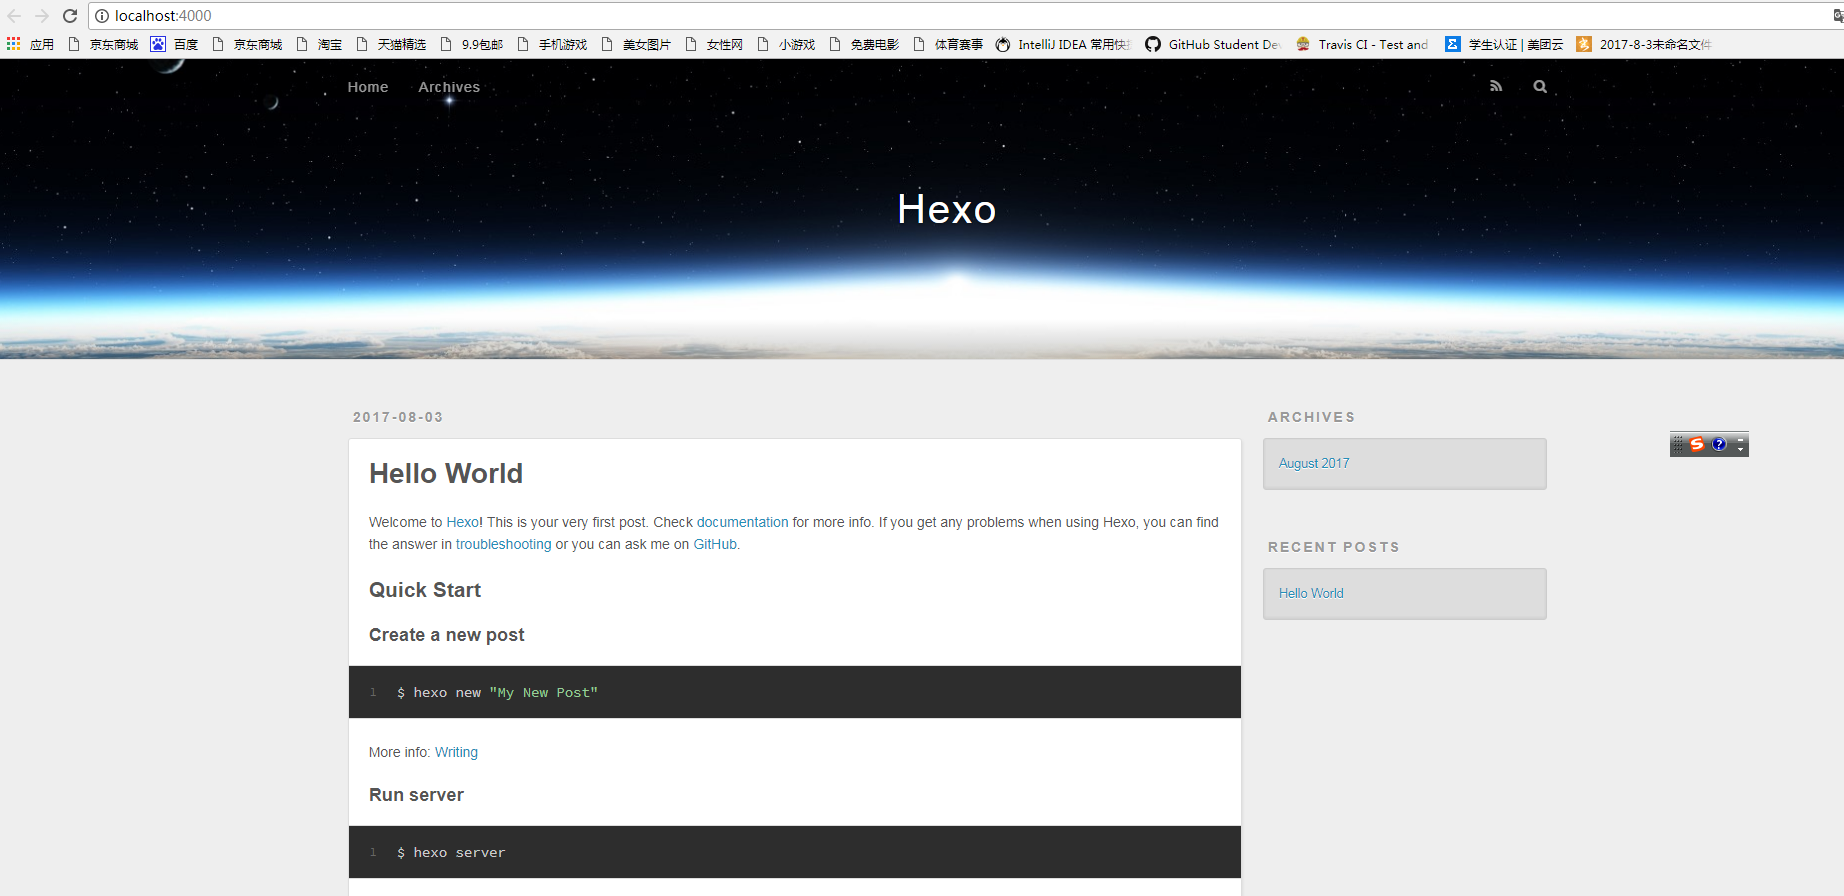 localhost:4000
应用 京东商城 百度 京东商城 淘宝 天猫精选 9.9包邮 手机游戏 美女图片 女性网 小游戏 免费电影 体育赛事 IntelliJ IDEA 常用快 GitHub Student De Travis CI - Test and 学生认证 | 美团云 2017-8-3未命名文件
Home Archives
Hexo
2017-08-03
Hello World
Welcome to Hexo! This is your very first post. Check documentation for more info. If you get any problems when using Hexo, you can find
the answer in troubleshooting or you can ask me on GitHub.
Quick Start
Create a new post
1 $ hexo new "My New Post"
More info: Writing
Run server
1 $ hexo server
ARCHIVES
August 2017
RECENT POSTS
Hello World